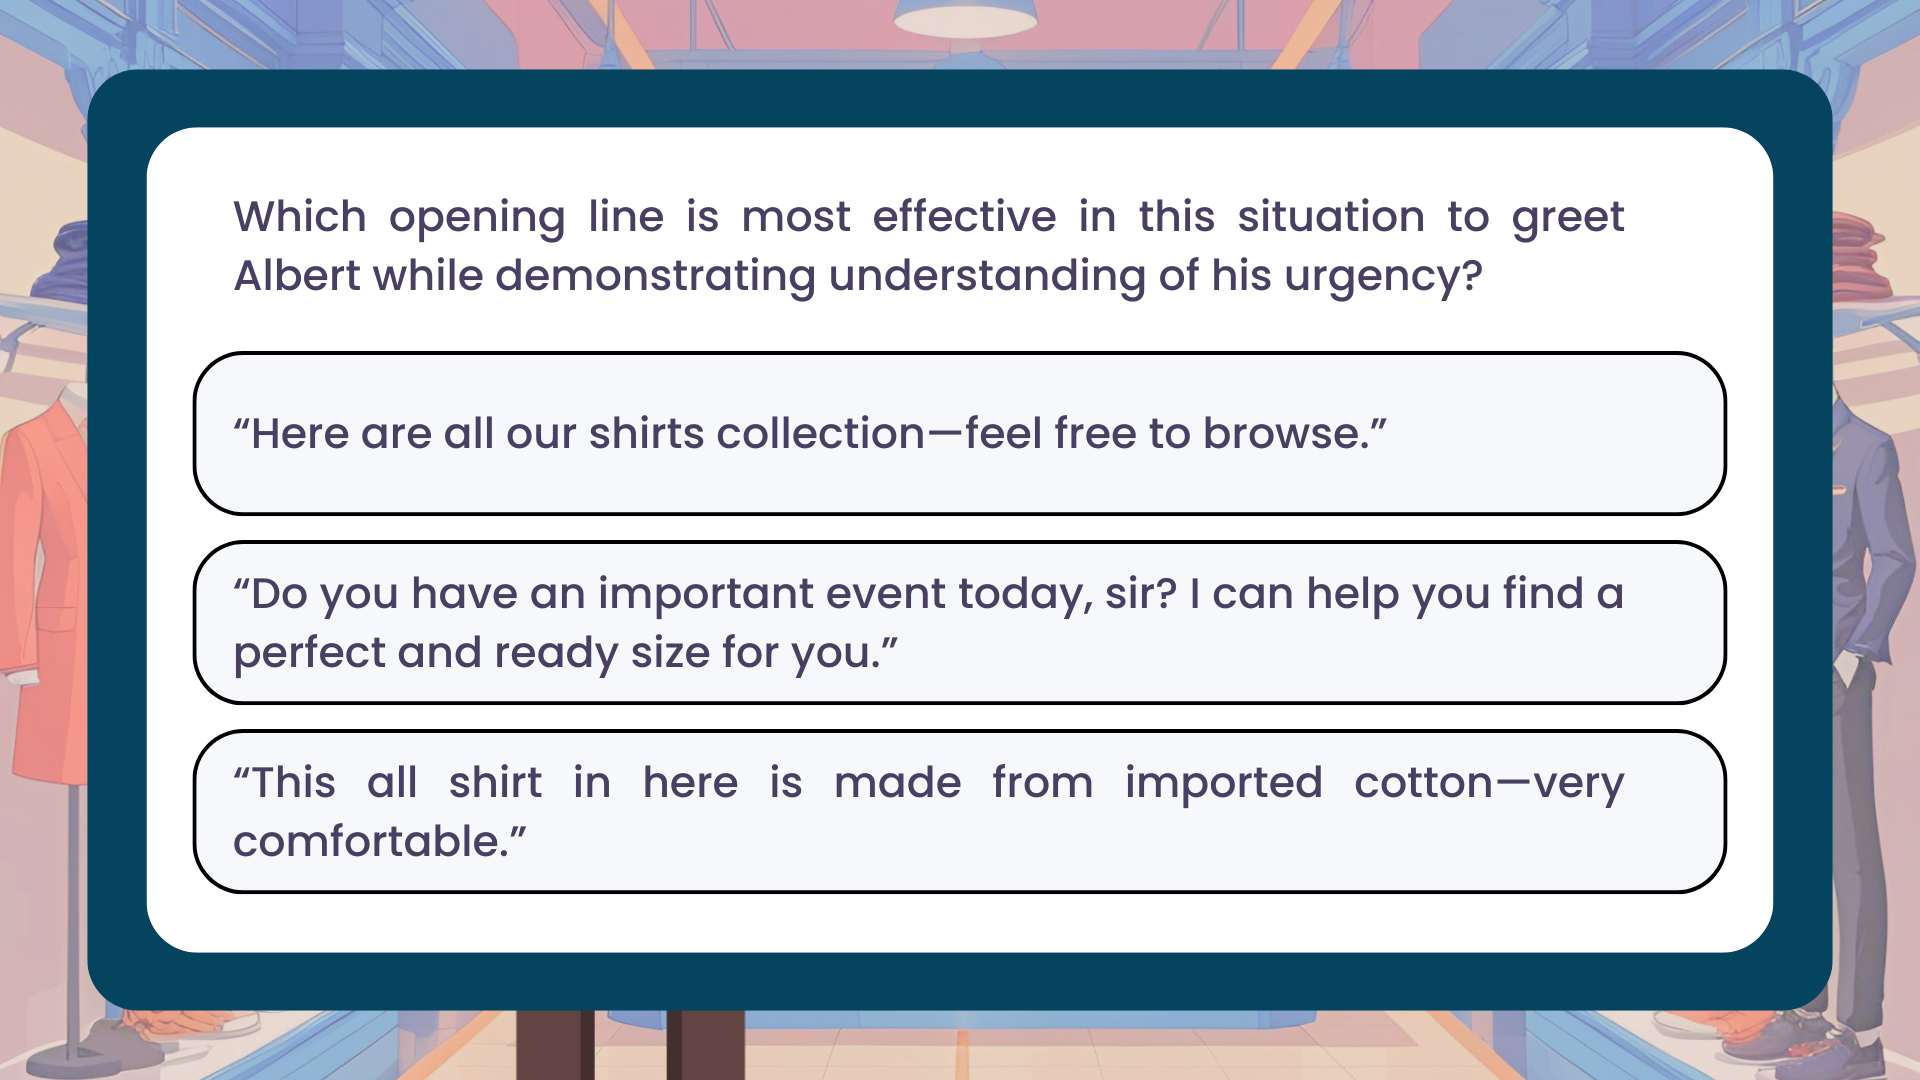 Which opening line is most effective in this situation to greet
Albert while demonstrating understanding of his urgency?
“Here are all our shirts collection—feel free to browse.”
“Do you have an important event today, sir? I can help you find a
perfect and ready size for you.”
“This all shirt in here is made from imported cotton—very
comfortable.”